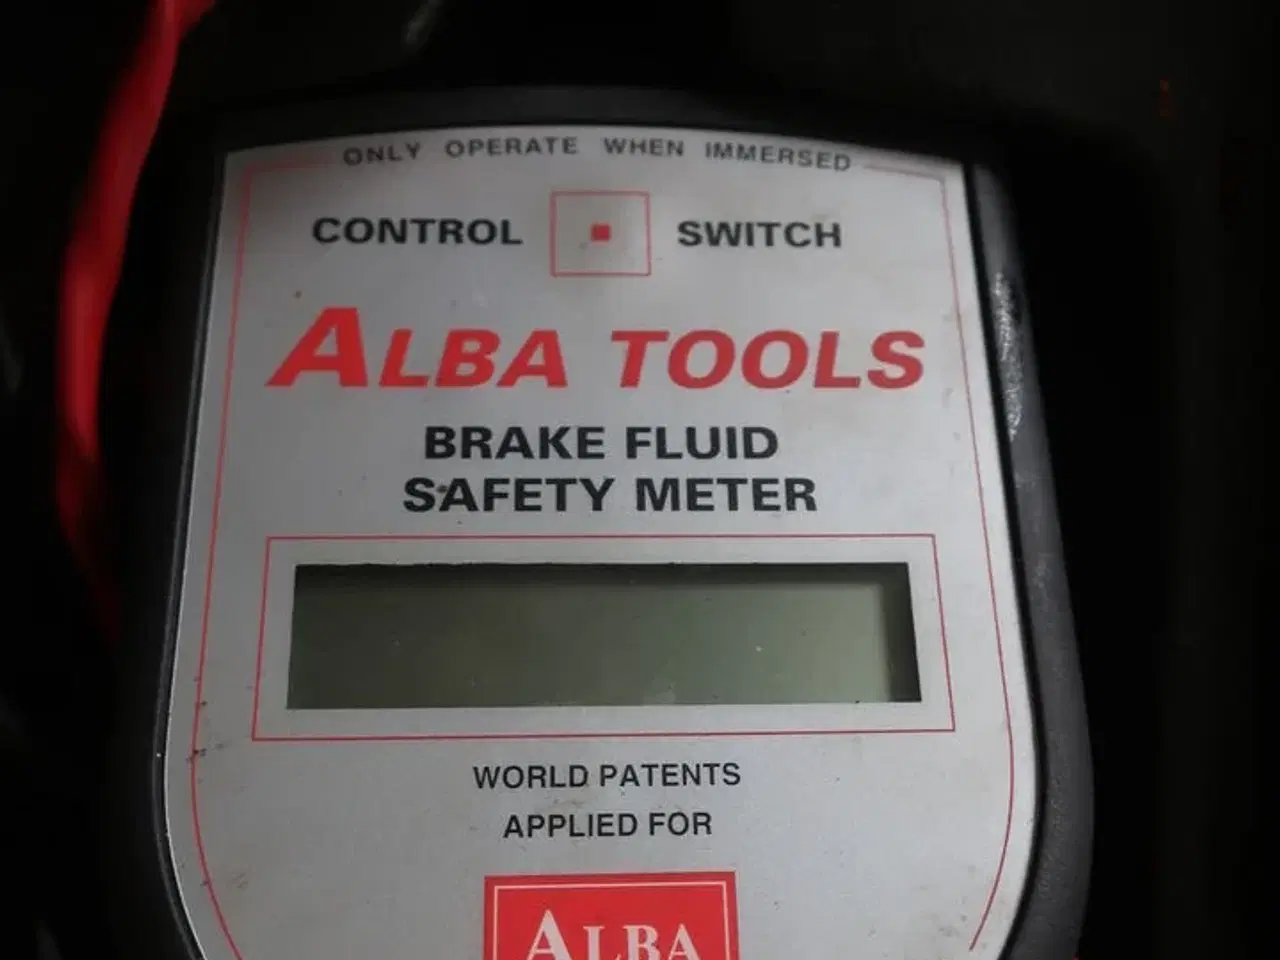 ONLY OPERATE WHEN IMMERSED
CONTROL SWITCH
ALBA TOOLS
BRAKE FLUID
SAFETY METER
WORLD PATENTS
APPLIED FOR
ALBA